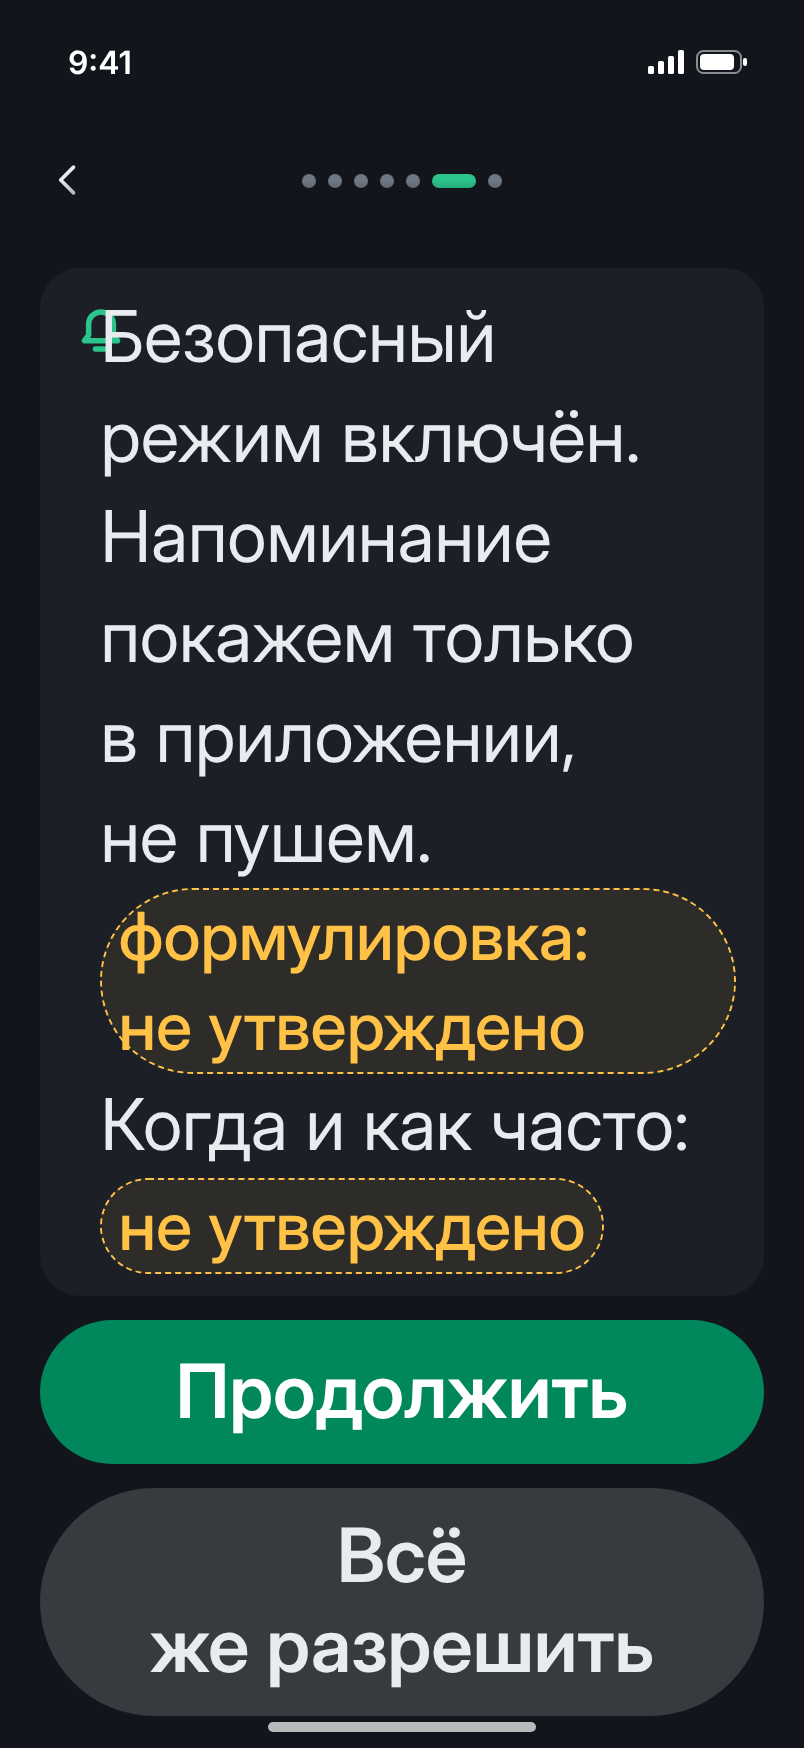 9:41
Безопасный
режим включён.
Напоминание
покажем только
в приложении,
не пушем.
формулировка:
не утверждено
Когда и как часто:
не утверждено
Продолжить
Всё
же разрешить